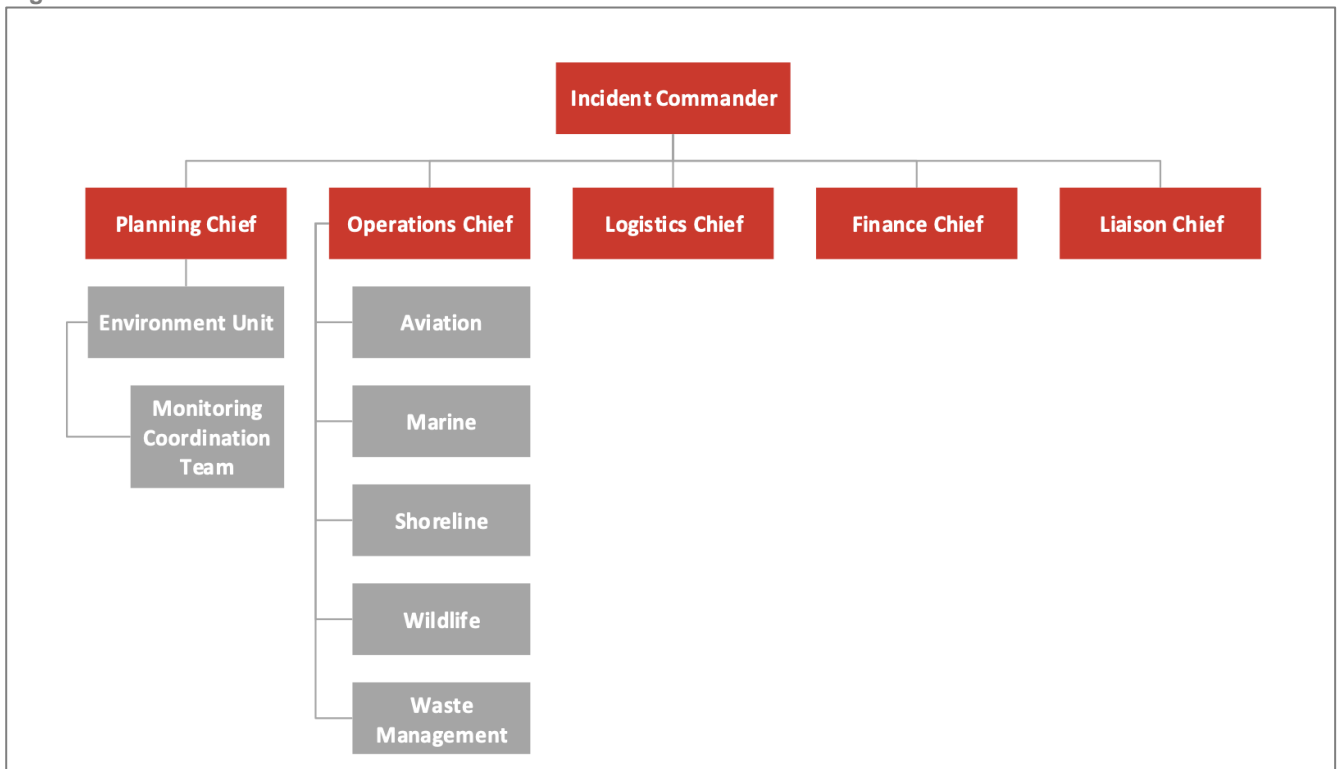 Incident Commander
Planning Chief
Operations Chief
Logistics Chief
Finance Chief
Liaison Chief
Environment Unit
Monitoring
Coordination
Team
Aviation
Marine
Shoreline
Wildlife
Waste
Management